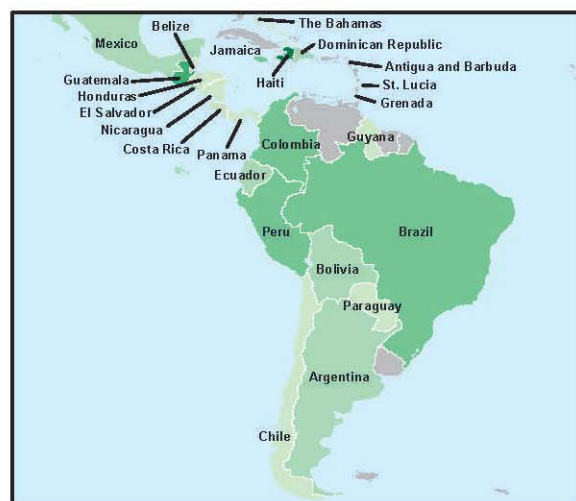 The Bahamas
Belize
Mexico
Jamaica
Dominican Republic
Antigua and Barbuda
Guatemala
Haiti
St. Lucia
Honduras
Grenada
El Salvador
Nicaragua
Guyana
Costa Rica
Colombia
Panama
Ecuador
Peru
Brazil
Bolivia
Paraguay
Argentina
Chile